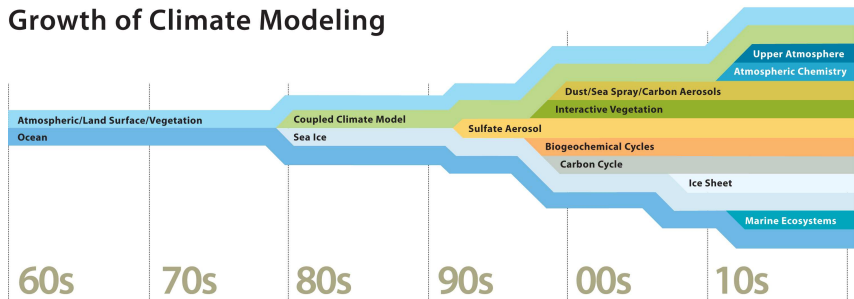 Growth of Climate Modeling
Upper Atmosphere
Atmospheric Chemistry
Dust/Sea Spray/Carbon Aerosols
Interactive Vegetation
Atmospheric/Land Surface/Vegetation
Coupled Climate Model
Sulfate Aerosol
Ocean
Sea Ice
Biogeochemical Cycles
Carbon Cycle
Ice Sheet
Marine Ecosystems
60s 70s 80s 90s 00s 10s